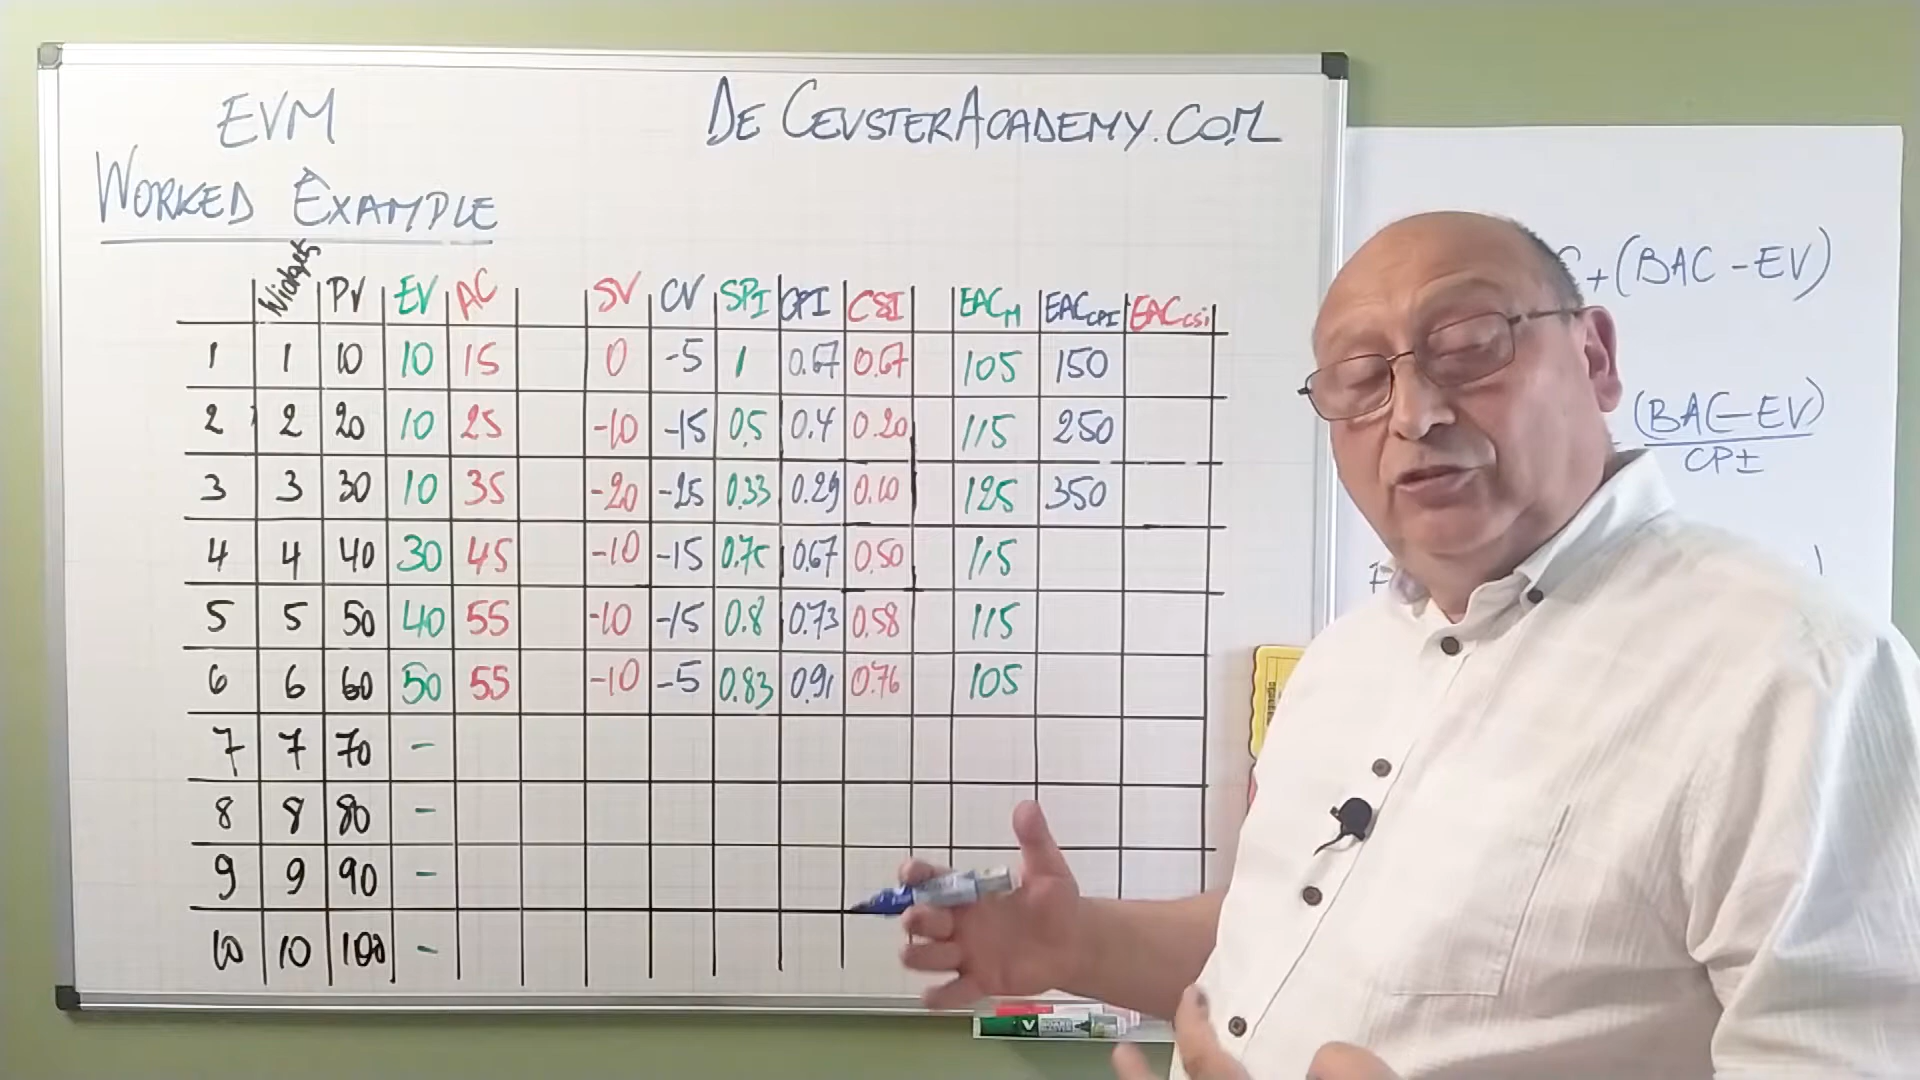 EVM
DE CEUSTERACADEMY.COM
WORKED EXAMPLE
Widgets PV EV AC SV CV SPI CPI CSI EACM EACCPI EACCSi
1 1 10 10 15 0 -5 1 0.67 0.67 105 150
2 2 20 10 25 -10 -15 0.5 0.4 0.20 115 250
3 3 30 10 35 -20 -25 0.33 0.29 0.10 125 350
4 4 40 30 45 -10 -15 0.75 0.67 0.50 115
5 5 50 40 55 -10 -15 0.8 0.73 0.58 115
6 6 60 50 55 -10 -5 0.83 0.91 0.76 105
7 7 70 -
8 8 80 -
9 9 90 -
10 10 100 -
+ (BAC - EV)
(BAC - EV)
CPI
V BOARD